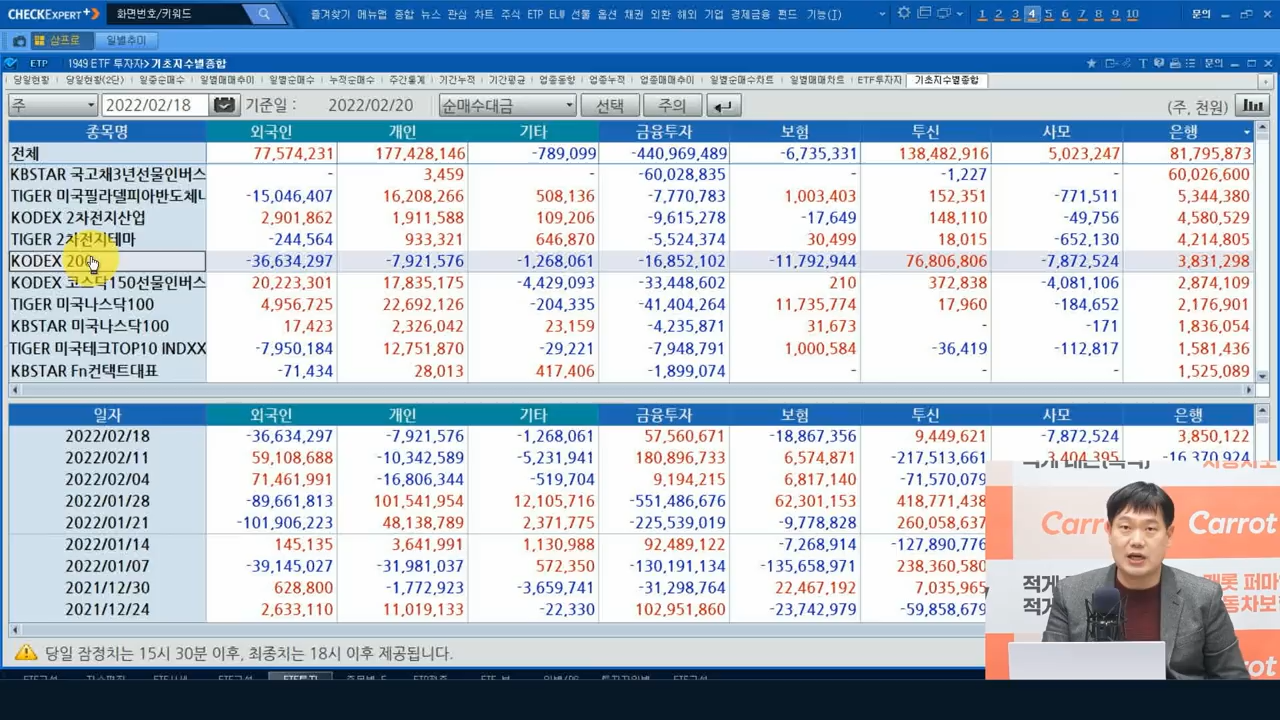 CHECKEXPERT+ 화면번호/키워드 즐겨찾기 메뉴맵 종합 뉴스 관심 차트 주식 ETP ELW 선물 옵션 채권 외환 해외 기업 경제금융 펀드 기능(I) 1 2 3 4 5 6 7 8 9 10 문의
삼프로 일별추이
ETP 1949 ETF 투자자>기초지수별종합 문의
당일현황 당일현황(2단) 일중순매수 일별매매추이 일별순매수 누적순매수 주간통계 기간누적 기간평균 업종동향 업종누적 업종매매추이 일별순매수차트 일별매매차트 ETF투자자 기초지수별종합
주 2022/02/18 기준일 : 2022/02/20 순매수대금 선택 주의 (주, 천원)
종목명 외국인 개인 기타 금융투자 보험 투신 사모 은행
전체 77,574,231 177,428,146 -789,099 -440,969,489 -6,735,331 138,482,916 5,023,247 81,795,873
KBSTAR 국고채3년선물인버스 - 3,459 - -60,028,835 - -1,227 - 60,026,600
TIGER 미국필라델피아반도체나 -15,046,407 16,208,266 508,136 -7,770,783 1,003,403 152,351 -771,511 5,344,380
KODEX 2차전지산업 2,901,862 1,911,588 109,206 -9,615,278 -17,649 148,110 -49,756 4,580,529
TIGER 2차전지테마 -244,564 933,321 646,870 -5,524,374 30,499 18,015 -652,130 4,214,805
KODEX 200 -36,634,297 -7,921,576 -1,268,061 -16,852,102 -11,792,944 76,806,806 -7,872,524 3,831,298
KODEX 코스닥150선물인버스 20,223,301 17,835,175 -4,429,093 -33,448,602 210 372,838 -4,081,106 2,874,109
TIGER 미국나스닥100 4,956,725 22,692,126 -204,335 -41,404,264 11,735,774 17,960 -184,652 2,176,901
KBSTAR 미국나스닥100 17,423 2,326,042 23,159 -4,235,871 31,673 - -171 1,836,054
TIGER 미국테크TOP10 INDXX -7,950,184 12,751,870 -29,221 -7,948,791 1,000,584 -36,419 -112,817 1,581,436
KBSTAR Fn컨택트대표 -71,434 28,013 417,406 -1,899,074 - - - 1,525,089
일자 외국인 개인 기타 금융투자 보험 투신 사모 은행
2022/02/18 -36,634,297 -7,921,576 -1,268,061 57,560,671 -18,867,356 9,449,621 -7,872,524 3,850,122
2022/02/11 59,108,688 -10,342,589 -5,231,941 180,896,733 6,574,871 -217,513,661 3,404,395 -16,370,924
2022/02/04 71,461,991 -16,806,344 -519,704 9,194,215 6,817,140 -71,570,079
2022/01/28 -89,661,813 101,541,954 12,105,716 -551,486,676 62,301,153 418,771,438
2022/01/21 -101,906,223 48,138,789 2,371,775 -225,539,019 -9,778,828 260,058,637
2022/01/14 145,135 3,641,991 1,130,988 92,489,122 -7,268,914 -127,890,776
2022/01/07 -39,145,027 -31,981,037 572,350 -130,191,134 -135,658,971 238,360,580
2021/12/30 628,800 -1,772,923 -3,659,741 -31,298,764 22,467,192 7,035,965
2021/12/24 2,633,110 11,019,133 -22,330 102,951,860 -23,742,979 -59,858,679
Carrot Carrot
적게
캐롯 퍼마
적게
동차보험
Carrot
당일 잠정치는 15시 30분 이후, 최종치는 18시 이후 제공됩니다.